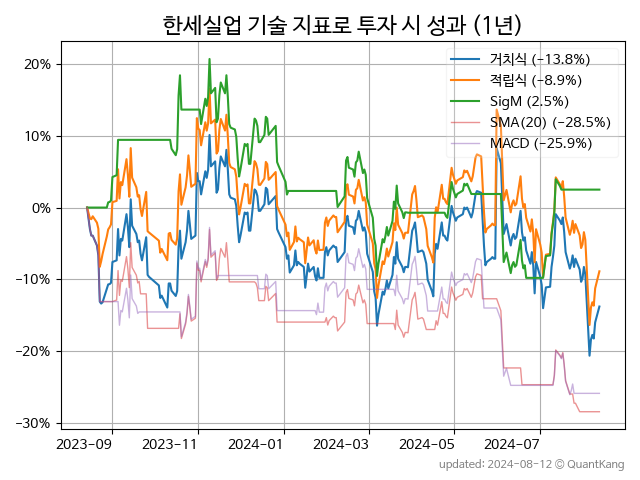 한세실업 기술 지표로 투자 시 성과 (1년)
거치식 (−13.8%)
적립식 (−8.9%)
SigM (2.5%)
SMA(20) (−28.5%)
MACD (−25.9%)
20%
10%
0%
−10%
−20%
−30%
2023-09 2023-11 2024-01 2024-03 2024-05 2024-07
updated: 2024-08-12 © QuantKang